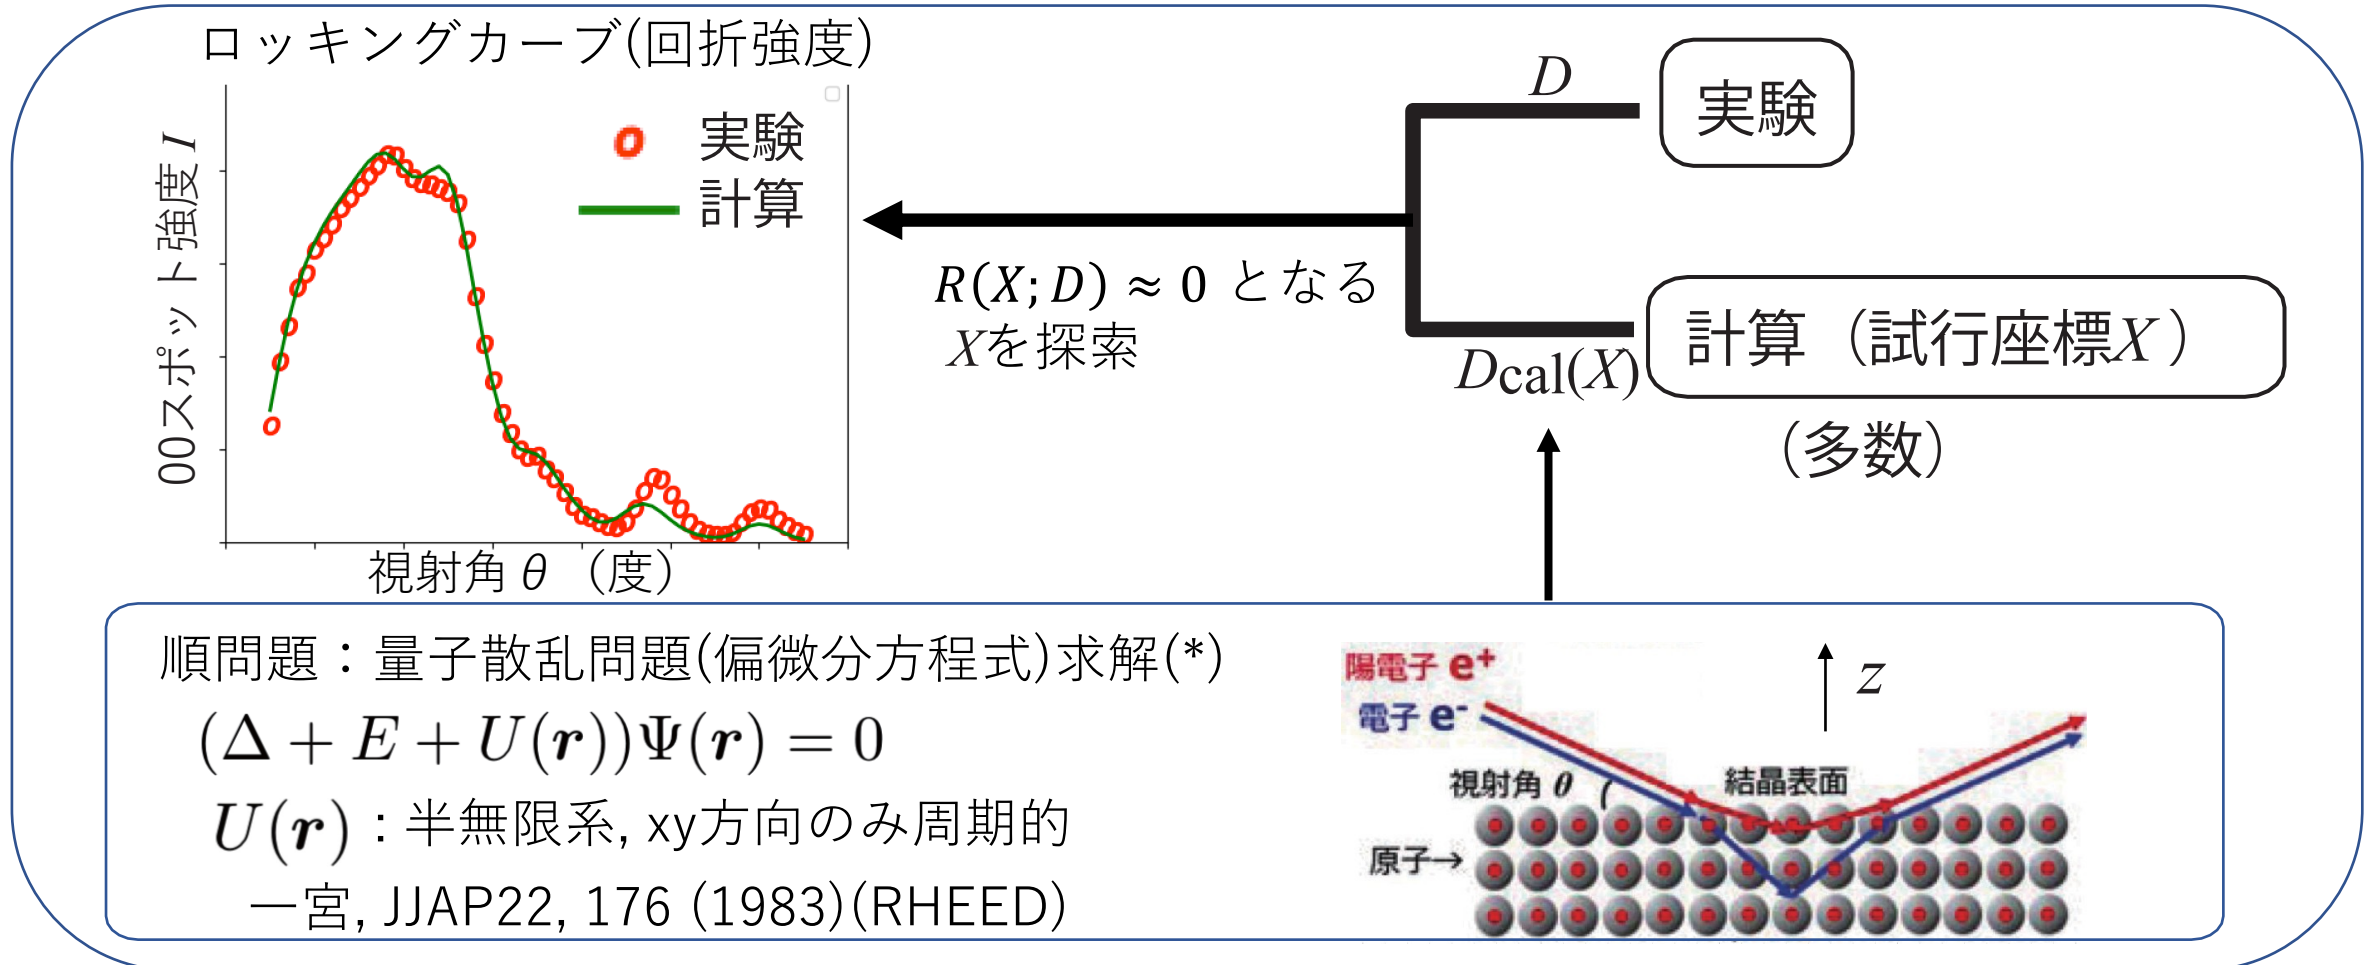 ロッキングカーブ(回折強度)
00スポット強度 I
実験
計算
視射角 θ （度）
D
実験
R(X; D) ≈ 0 となる
Xを探索
Dcal(X)
計算（試行座標X）
（多数）
順問題：量子散乱問題(偏微分方程式)求解(*)
(Δ + E + U(r))Ψ(r) = 0
U(r)：半無限系, xy方向のみ周期的
一宮, JJAP22, 176 (1983)(RHEED)
陽電子 e⁺
電子 e⁻
z
視射角 θ
結晶表面
原子→